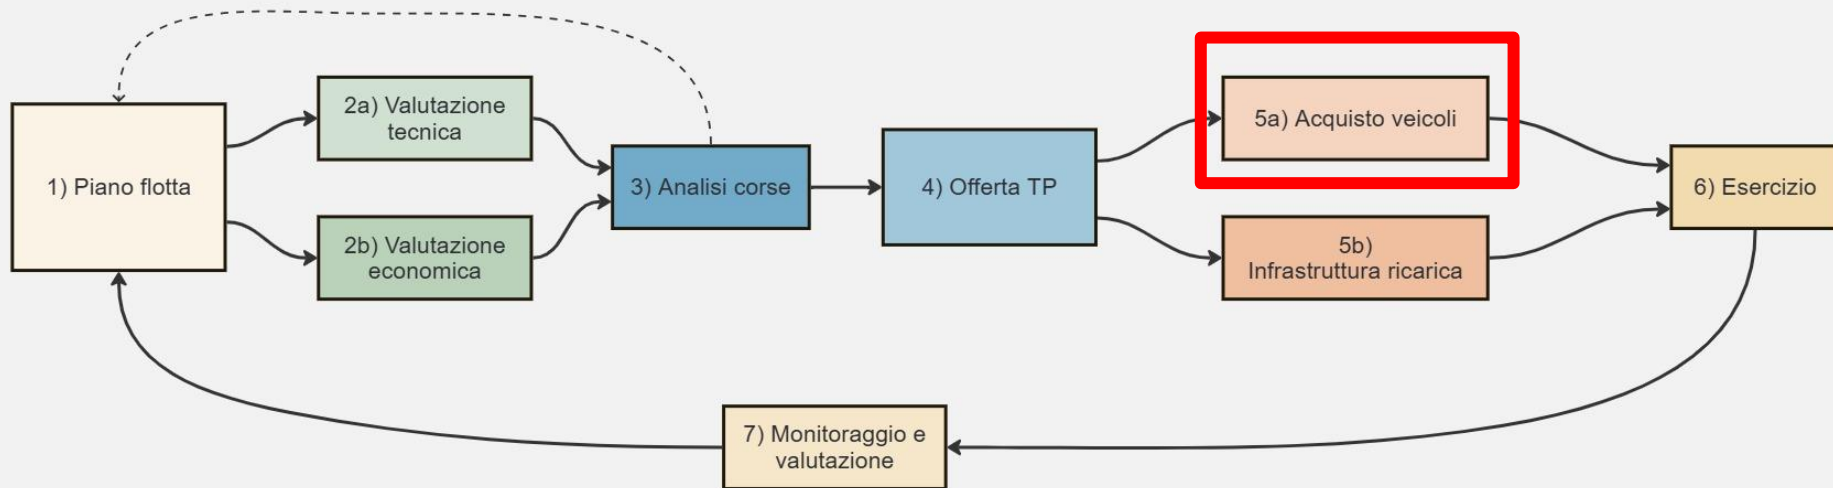 1) Piano flotta
2a) Valutazione
tecnica
2b) Valutazione
economica
3) Analisi corse
4) Offerta TP
5a) Acquisto veicoli
5b)
Infrastruttura ricarica
6) Esercizio
7) Monitoraggio e
valutazione